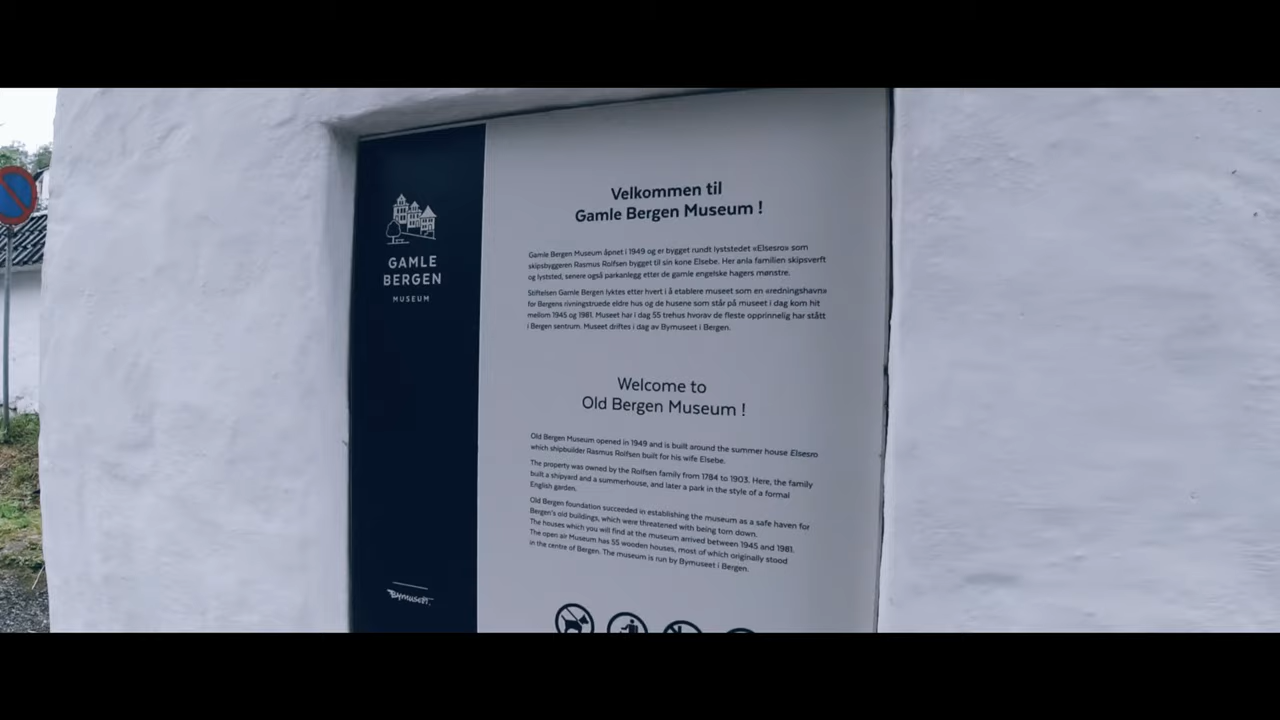 GAMLE
BERGEN
MUSEUM
Velkommen til
Gamle Bergen Museum !
Gamle Bergen Museum åpnet i 1949 og er bygget rundt lyststedet «Elsesro» som
skipsbyggeren Rasmus Rolfsen bygget til sin kone Elsebe. Her anla familien skipsverft
og lyststed, senere også parkanlegg etter de gamle engelske hagers mønstre.
Stiftelsen Gamle Bergen lyktes etter hvert i å etablere museet som en «redningshavn»
for Bergens rivningstruede eldre hus og de husene som står på museet i dag kom hit
mellom 1945 og 1981. Museet har i dag 55 trehus hvorav de fleste opprinnelig har stått
i Bergen sentrum. Museet driftes i dag av Bymuseet i Bergen.
Welcome to
Old Bergen Museum !
Old Bergen Museum opened in 1949 and is built around the summer house Elsesro
which shipbuilder Rasmus Rolfsen built for his wife Elsebe.
The property was owned by the Rolfsen family from 1784 to 1903. Here, the family
built a shipyard and a summerhouse, and later a park in the style of a formal
English garden.
Old Bergen foundation succeeded in establishing the museum as a safe haven for
Bergen's old buildings, which were threatened with being torn down.
The houses which you will find at the museum arrived between 1945 and 1981.
The open air Museum has 55 wooden houses, most of which originally stood
in the centre of Bergen. The museum is run by Bymuseet i Bergen.
BYMUSEET